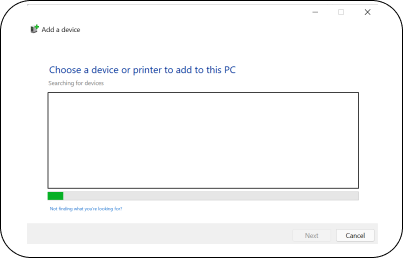 Add a device
Choose a device or printer to add to this PC
Searching for devices
Not finding what you're looking for?
Next
Cancel